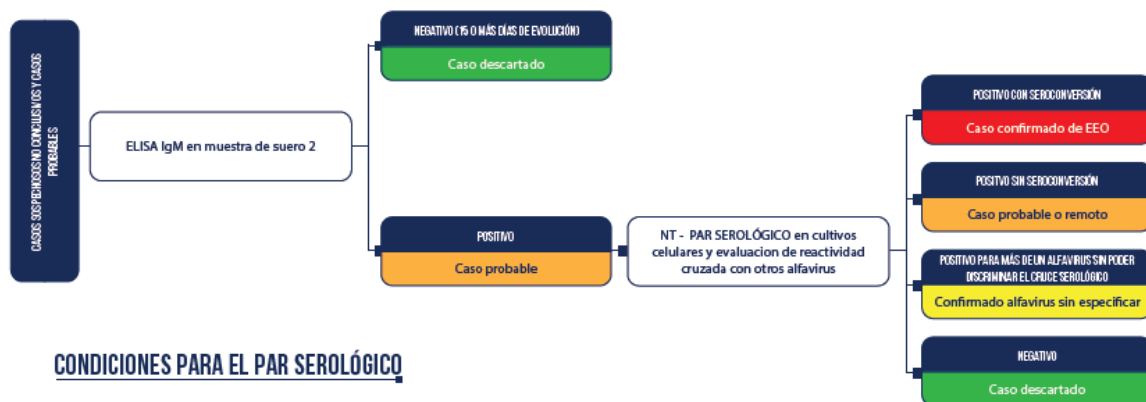 CASOS SOSPECHOSOS NO CONCLUSIVOS Y CASOS
PROBABLES
ELISA IgM en muestra de suero 2
NEGATIVO (15 O MÁS DÍAS DE EVOLUCIÓN)
Caso descartado
POSITIVO
Caso probable
NT - PAR SEROLÓGICO en cultivos
celulares y evaluacion de reactividad
cruzada con otros alfavirus
POSITIVO CON SEROCONVERSIÓN
Caso confirmado de EEO
POSITIVO SIN SEROCONVERSIÓN
Caso probable o remoto
POSITIVO PARA MÁS DE UN ALFAVIRUS SIN PODER
DISCRIMINAR EL CRUCE SEROLÓGICO
Confirmado alfavirus sin especificar
NEGATIVO
Caso descartado
CONDICIONES PARA EL PAR SEROLÓGICO